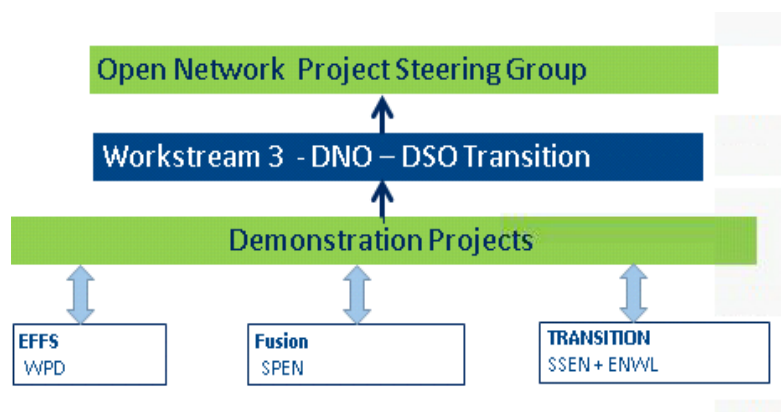 Open Network Project Steering Group
Workstream 3 - DNO – DSO Transition
Demonstration Projects
EFFS
WPD
Fusion
SPEN
TRANSITION
SSEN + ENWL